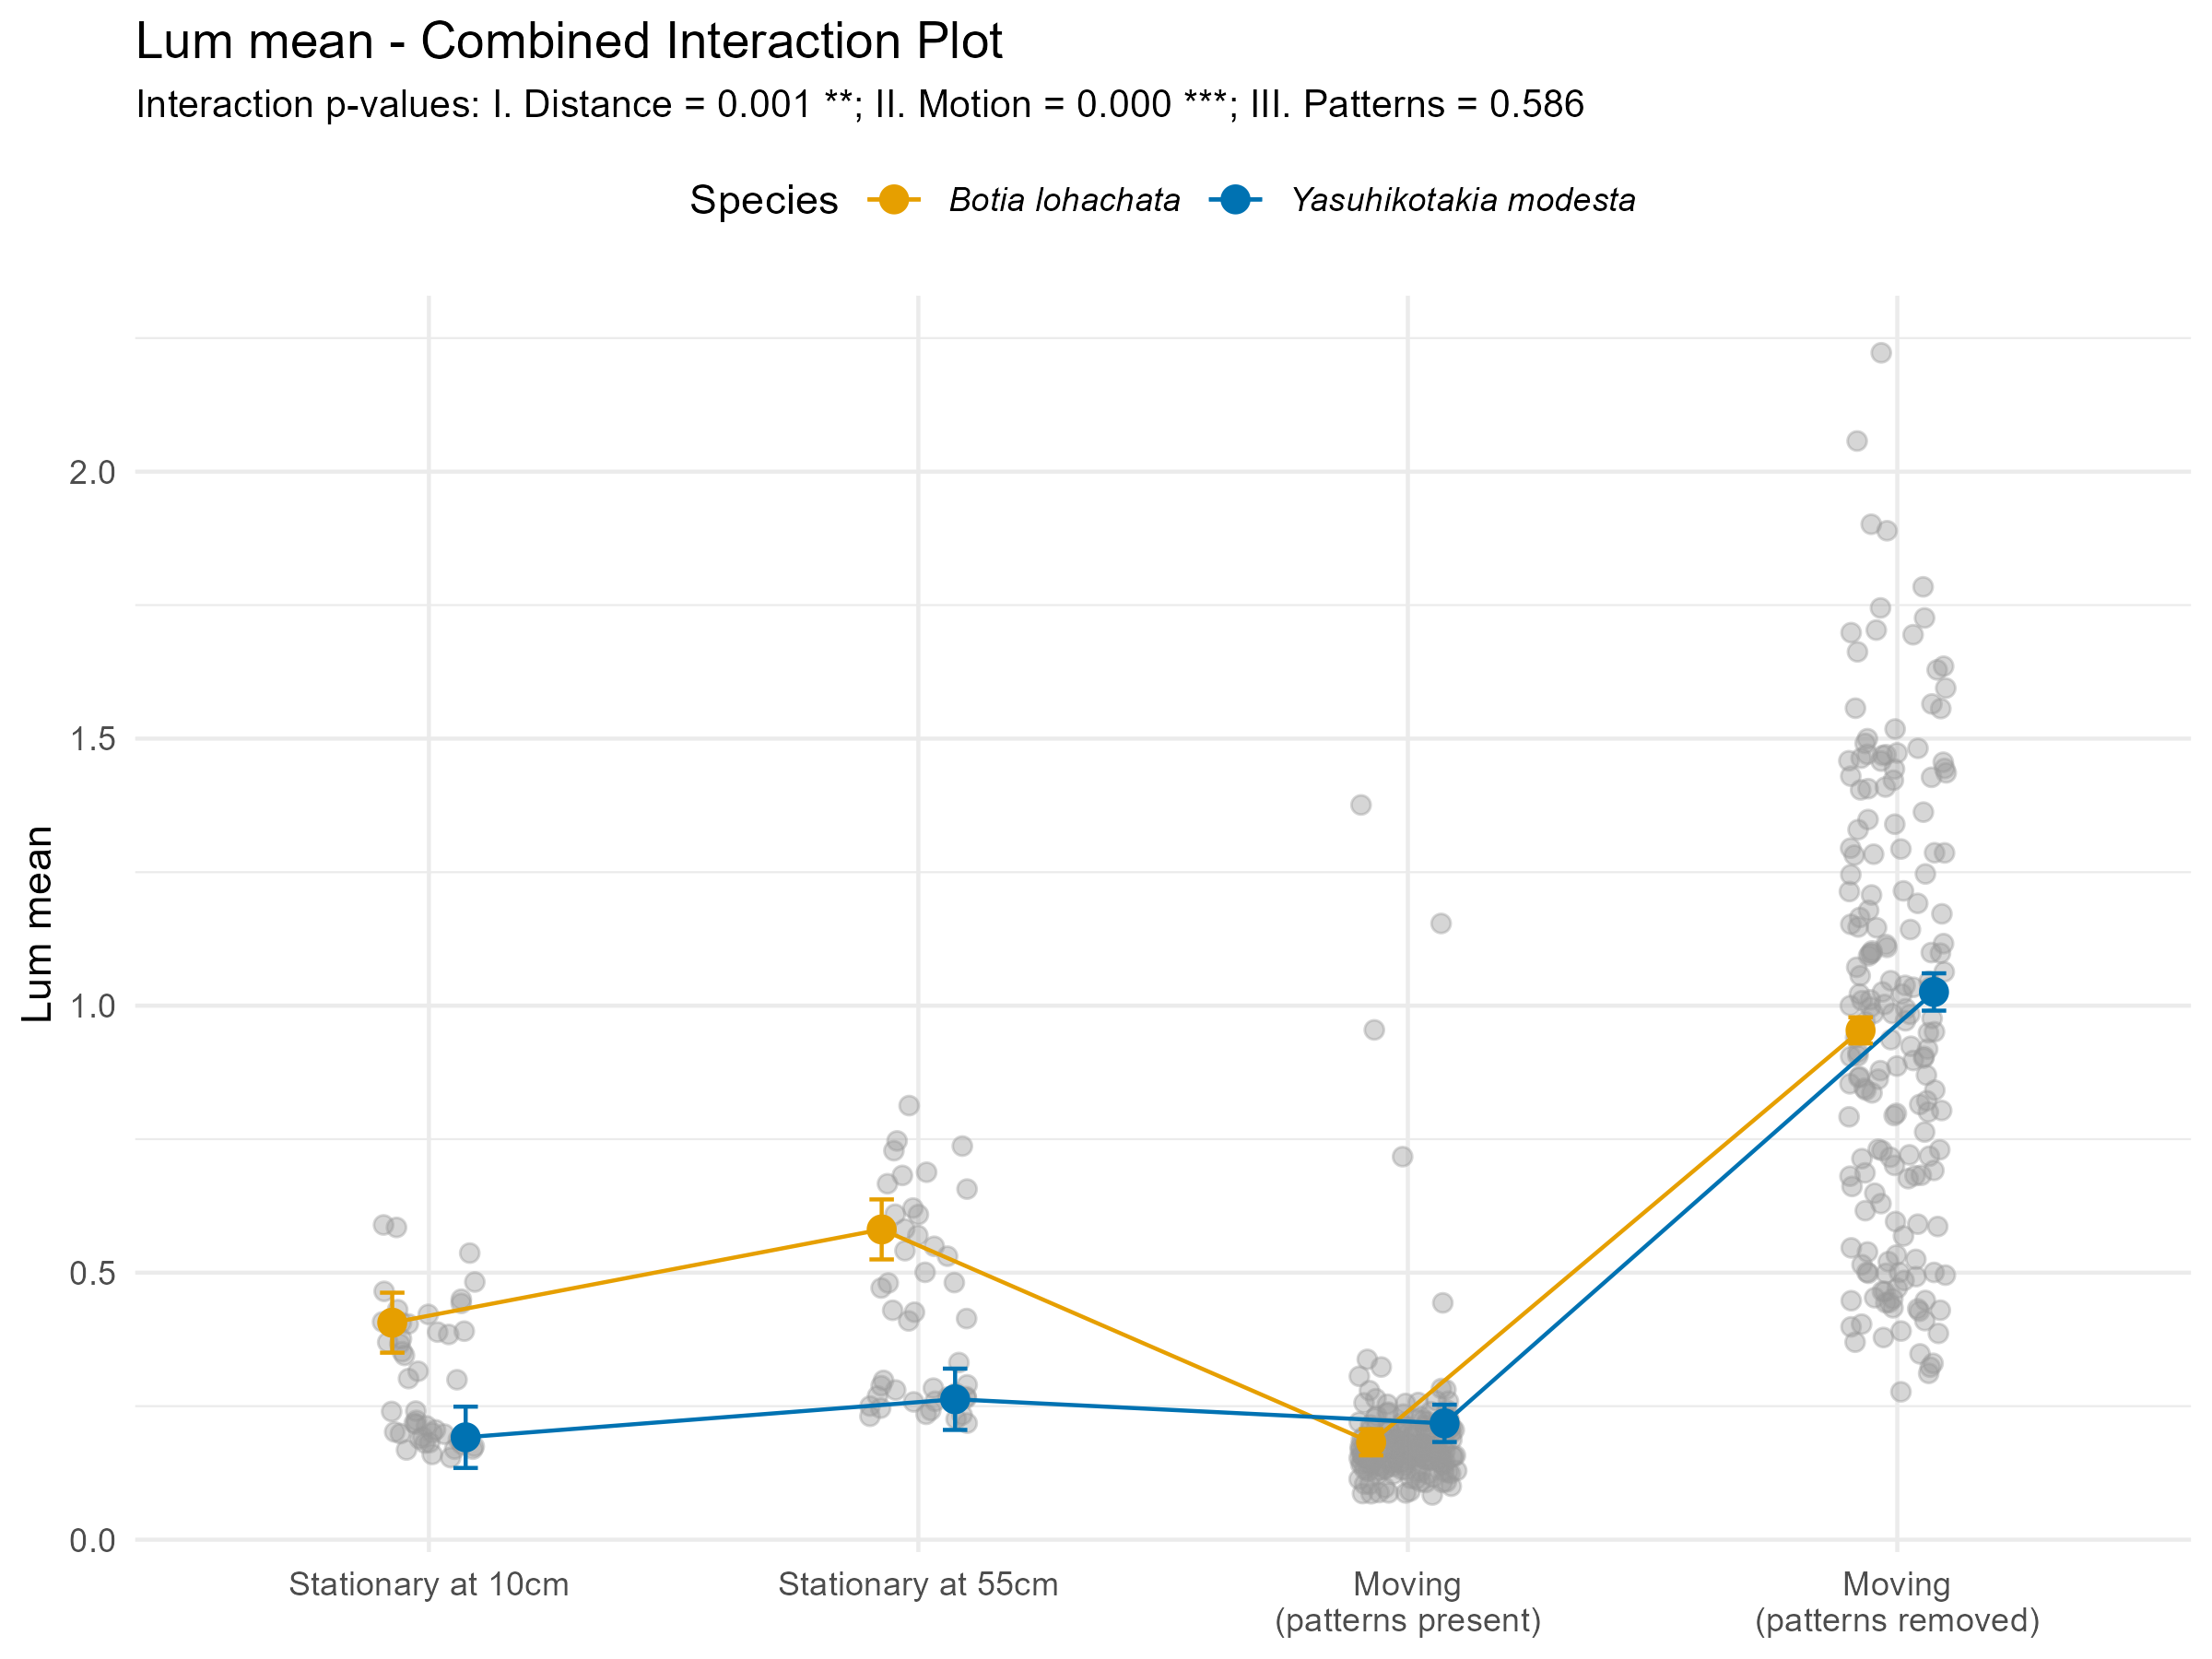 Lum mean - Combined Interaction Plot
Interaction p-values: I. Distance = 0.001 **; II. Motion = 0.000 ***; III. Patterns = 0.586
Species Botia lohachata Yasuhikotakia modesta
Lum mean
2.0
1.5
1.0
0.5
0.0
Stationary at 10cm Stationary at 55cm Moving Moving
(patterns present) (patterns removed)